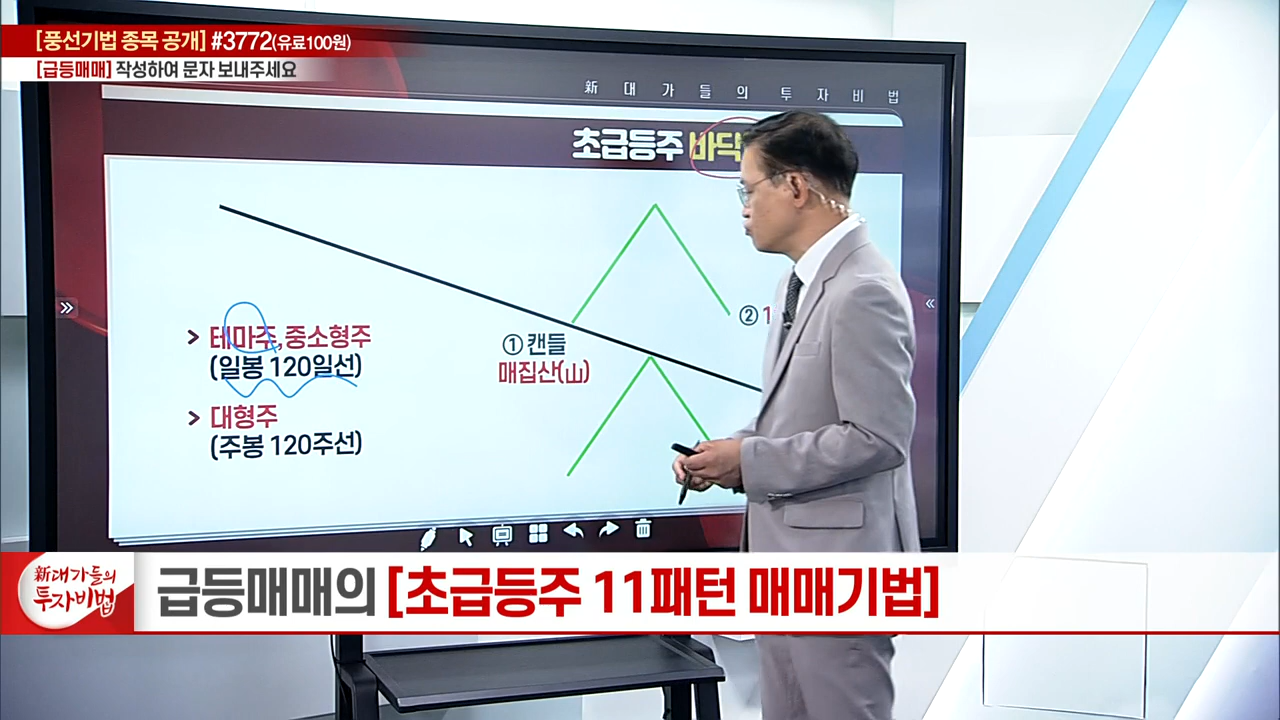 [풍선기법 종목 공개] #3772(유료100원)
[급등매매] 작성하여 문자 보내주세요
新 대 가 들 의 투 자 비 법
초급등주 바닥
> 테마주,중소형주
(일봉 120일선)
> 대형주
(주봉 120주선)
① 캔들
매집산(山)
② 1
新대가들의
투자비법
급등매매의 [초급등주 11패턴 매매기법]